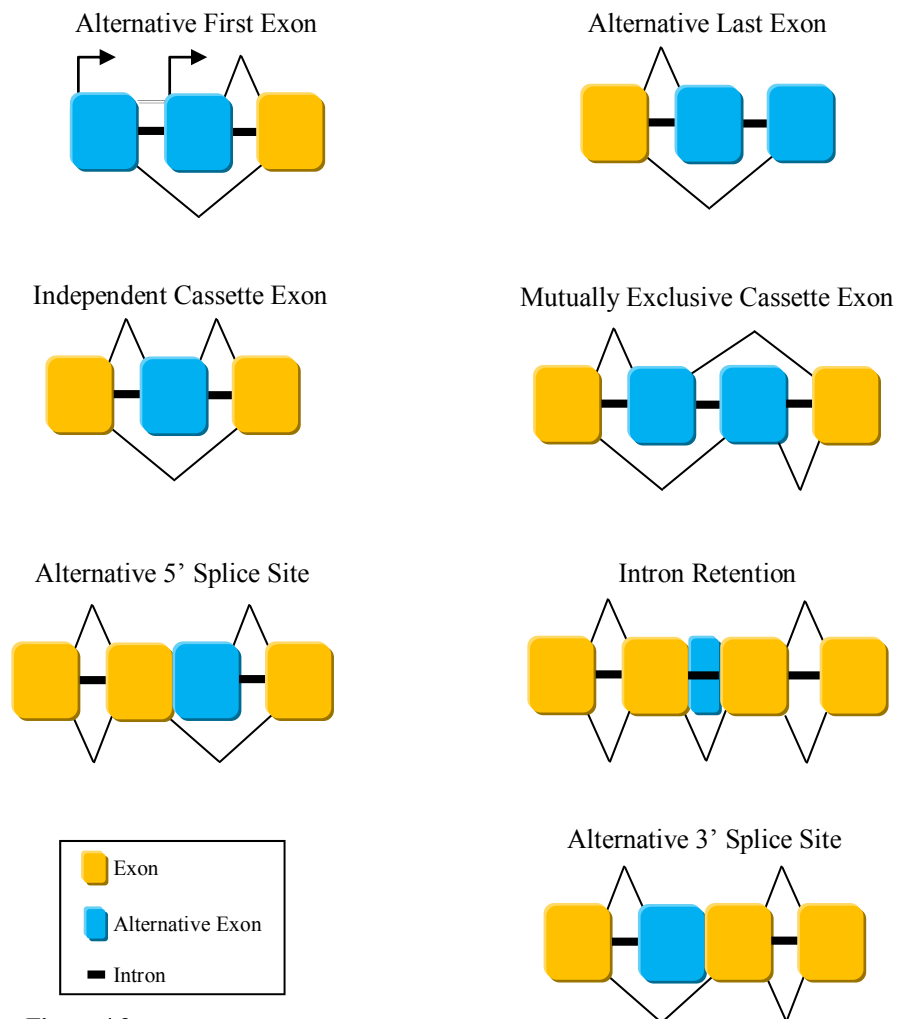 Alternative First Exon
Alternative Last Exon
Independent Cassette Exon
Mutually Exclusive Cassette Exon
Alternative 5’ Splice Site
Intron Retention
Alternative 3’ Splice Site
Exon
Alternative Exon
Intron